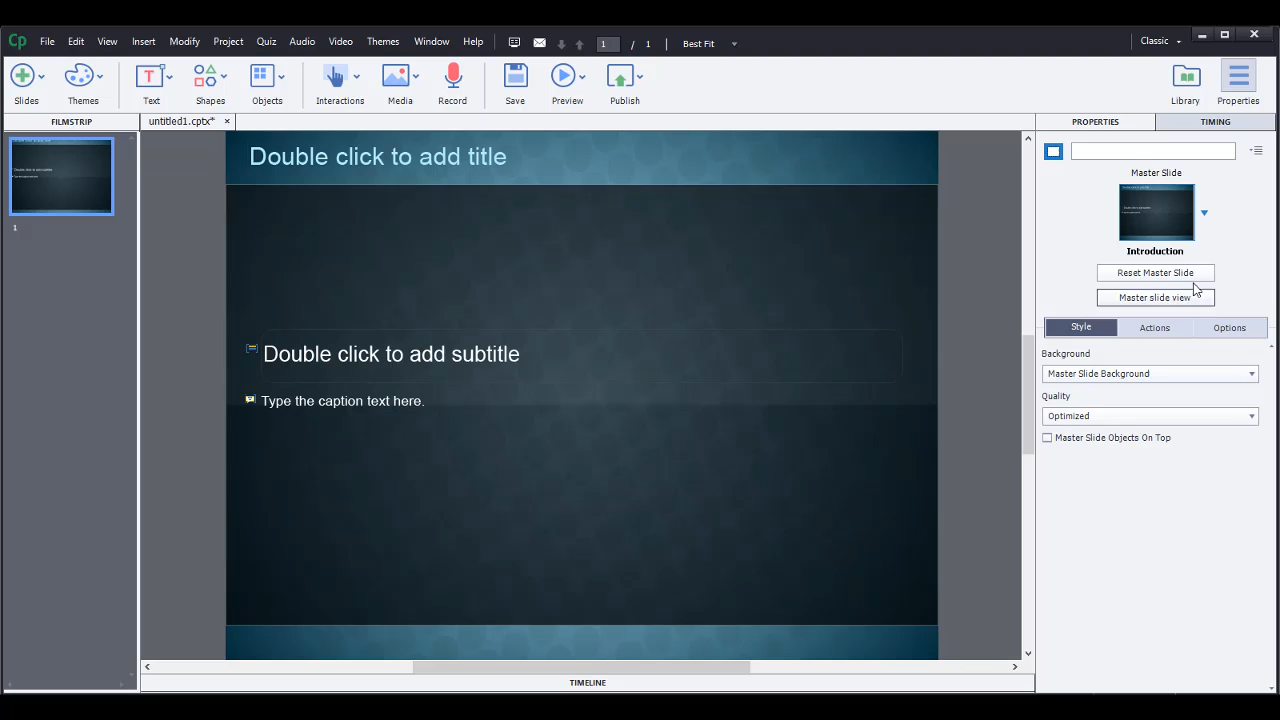 Cp File Edit View Insert Modify Project Quiz Audio Video Themes Window Help 1 / 1 Best Fit Classic
Slides Themes Text Shapes Objects Interactions Media Record Save Preview Publish Library Properties
FILMSTRIP untitled1.cptx* × PROPERTIES TIMING
Double click to add title
Master Slide
Introduction
Reset Master Slide
Master slide view
Style Actions Options
Background
Master Slide Background
Quality
Optimized
Master Slide Objects On Top
1
Double click to add subtitle
Type the caption text here.
TIMELINE